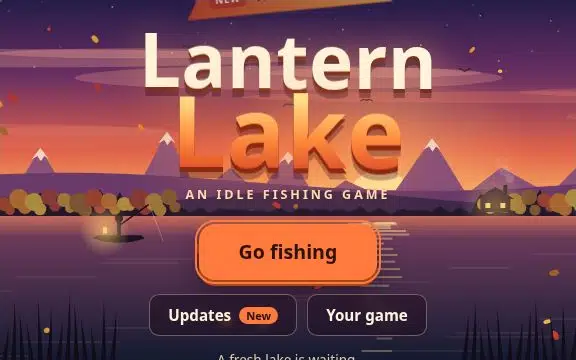 NEW
Lantern
Lake
AN IDLE FISHING GAME
Go fishing
Updates New
Your game
A fresh lake is waiting